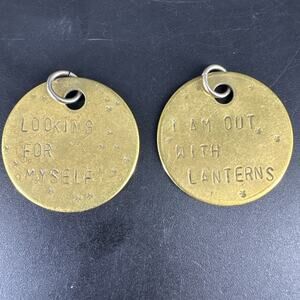 LOOKING
FOR
MYSELF
I AM OUT
WITH
LANTERNS